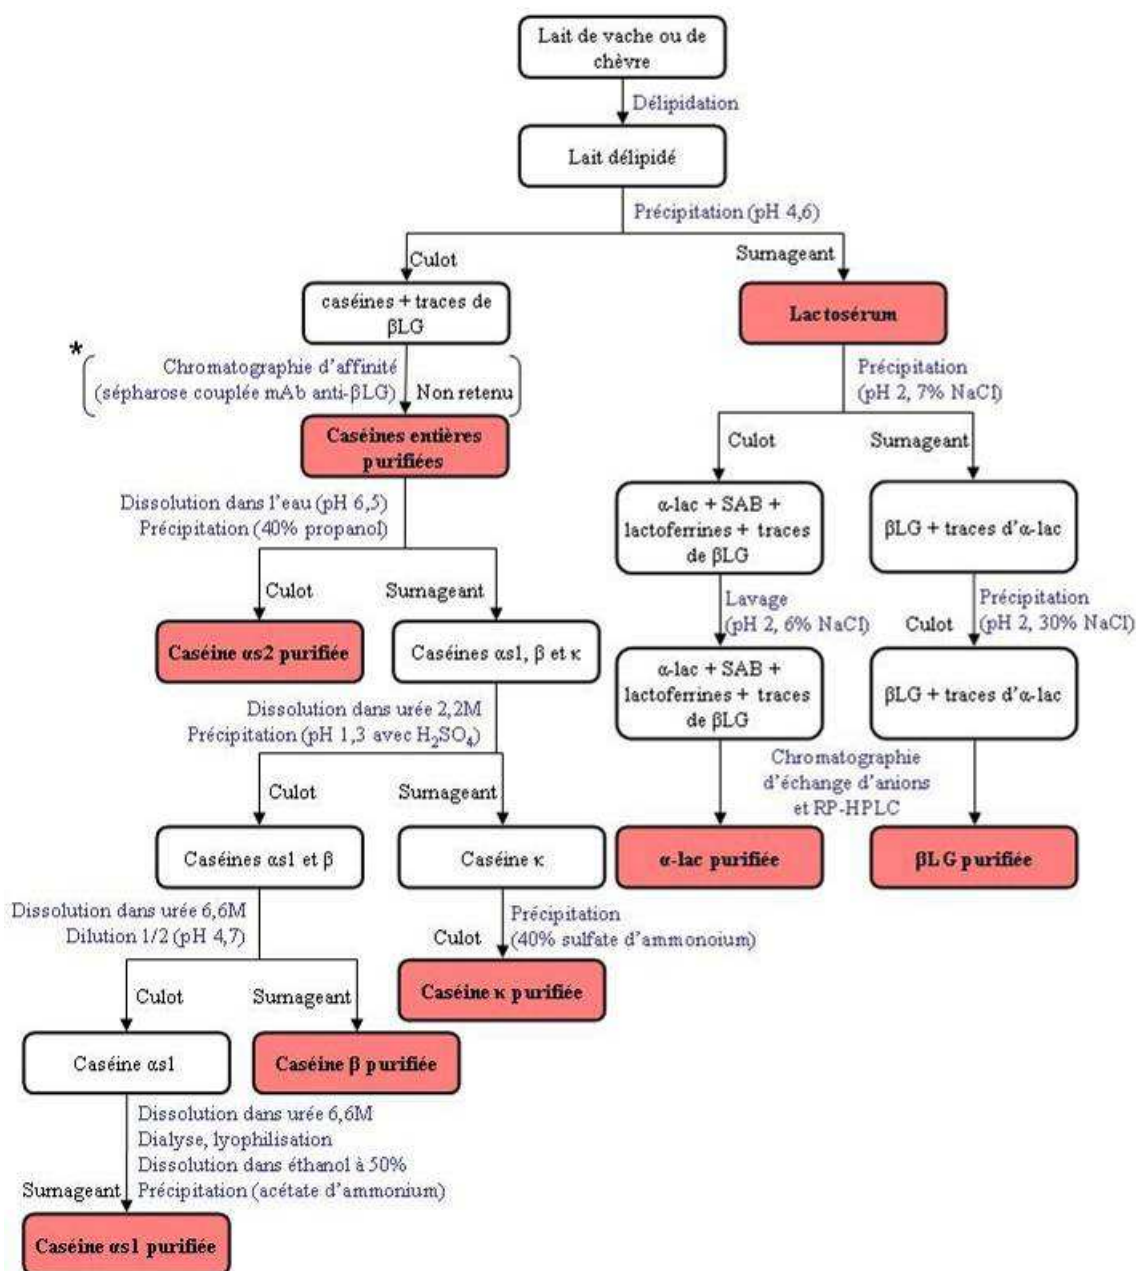 Lait de vache ou de
chèvre
Délipidation
Lait délipidé
Précipitation (pH 4,6)
Culot
Surnageant
caséines + traces de
βLG
Lactosérum
*
Chromatographie d'affinité
(sépharose couplée mAb anti-βLG)
Non retenu
Précipitation
(pH 2, 7% NaCl)
Caséines entières
purifiées
Culot
Surnageant
Dissolution dans l'eau (pH 6,5)
Précipitation (40% propanol)
α-lac + SAB +
lactoferrines + traces
de βLG
βLG + traces d'α-lac
Culot
Surnageant
Lavage
(pH 2, 6% NaCl)
Culot
Précipitation
(pH 2, 30% NaCl)
Caséine αs2 purifiée
Caséines αs1, β et κ
α-lac + SAB +
lactoferrines + traces
de βLG
βLG + traces d'α-lac
Dissolution dans urée 2,2M
Précipitation (pH 1,3 avec H₂SO₄)
Chromatographie
d'échange d'anions
et RP-HPLC
Culot
Surnageant
Caséines αs1 et β
Caséine κ
α-lac purifiée
βLG purifiée
Dissolution dans urée 6,6M
Dilution 1/2 (pH 4,7)
Culot
Précipitation
(40% sulfate d'ammonoium)
Culot
Surnageant
Caséine κ purifiée
Caséine αs1
Caséine β purifiée
Dissolution dans urée 6,6M
Dialyse, lyophilisation
Dissolution dans éthanol à 50%
Surnageant
Précipitation (acétate d'ammonium)
Caséine αs1 purifiée